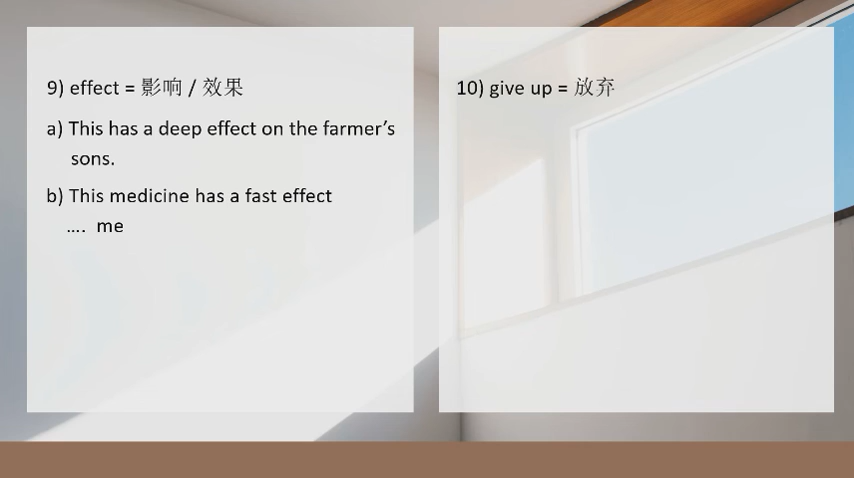 9) effect = 影响 / 效果
a) This has a deep effect on the farmer’s
sons.
b) This medicine has a fast effect
.... me
10) give up = 放弃